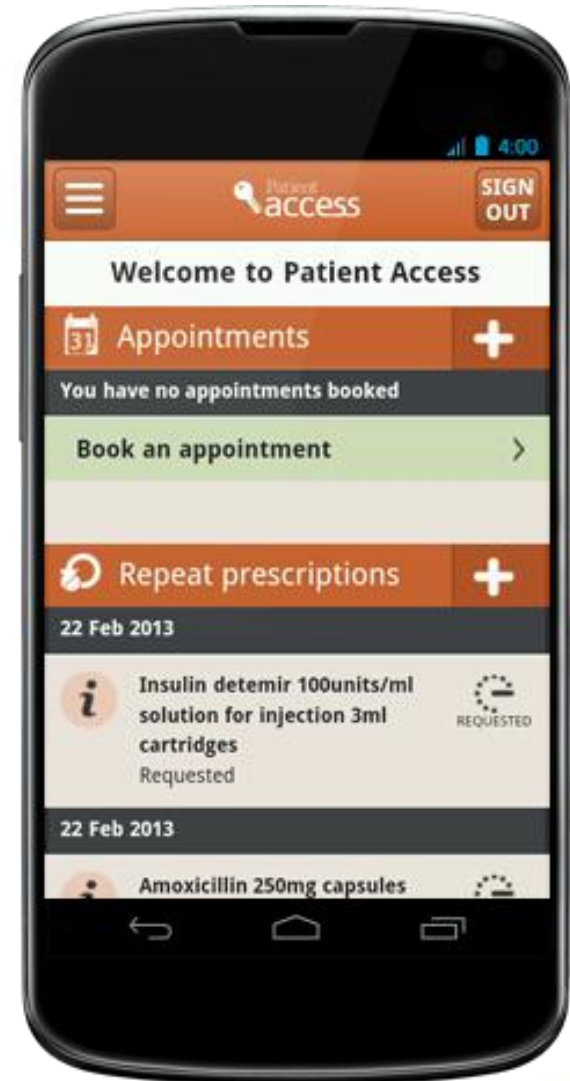 4:00
Patient
access
SIGN
OUT
Welcome to Patient Access
31 Appointments
You have no appointments booked
Book an appointment
Repeat prescriptions
22 Feb 2013
i
Insulin detemir 100units/ml
solution for injection 3ml
cartridges
Requested
REQUESTED
22 Feb 2013
Amoxicillin 250mg capsules